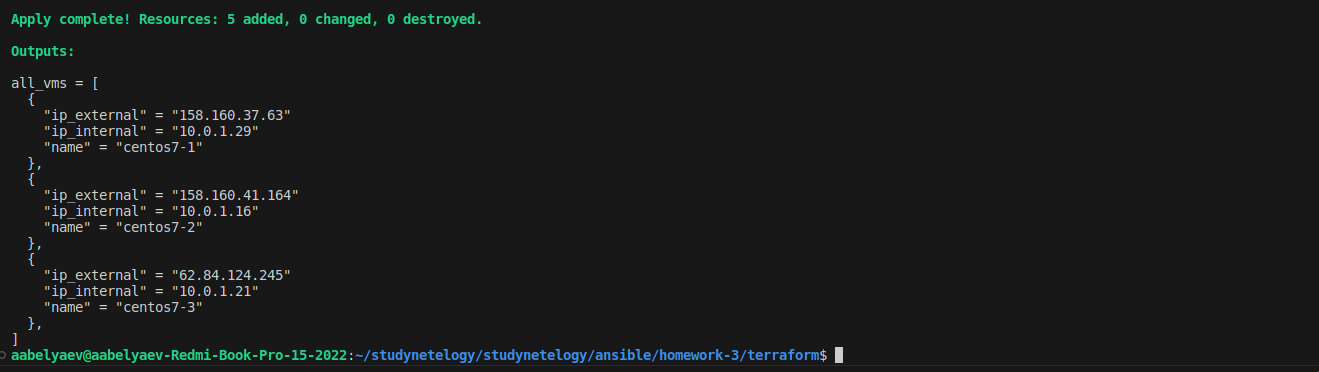 Apply complete! Resources: 5 added, 0 changed, 0 destroyed.
Outputs:
all_vms = [
  {
    "ip_external" = "158.160.37.63"
    "ip_internal" = "10.0.1.29"
    "name" = "centos7-1"
  },
  {
    "ip_external" = "158.160.41.164"
    "ip_internal" = "10.0.1.16"
    "name" = "centos7-2"
  },
  {
    "ip_external" = "62.84.124.245"
    "ip_internal" = "10.0.1.21"
    "name" = "centos7-3"
  },
]
aabelyaev@aabelyaev-Redmi-Book-Pro-15-2022:~/studynetelogy/studynetelogy/ansible/homework-3/terraform$